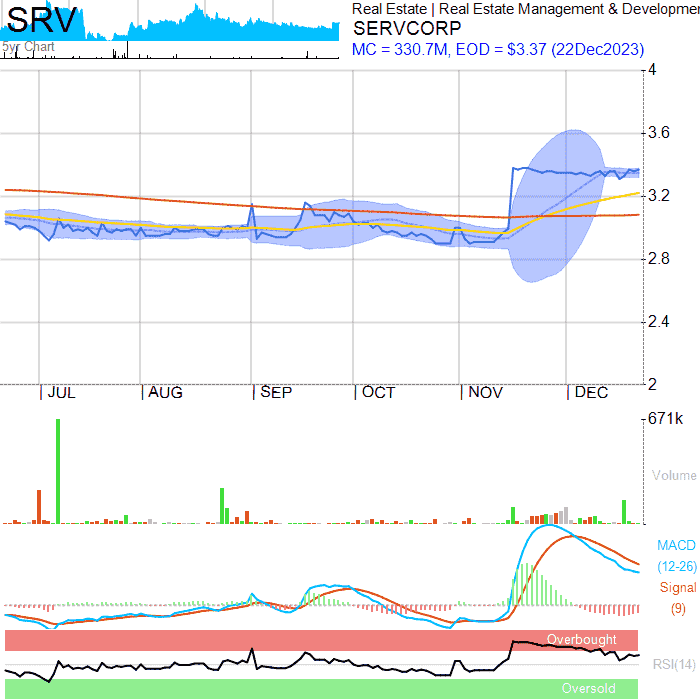 SRV
5yr Chart
Real Estate | Real Estate Management & Developmen
SERVCORP
MC = 330.7M, EOD = $3.37 (22Dec2023)
4
3.6
3.2
2.8
2.4
2
JUL AUG SEP OCT NOV DEC
671k
Volume
MACD
(12-26)
Signal
(9)
Overbought
RSI(14)
Oversold